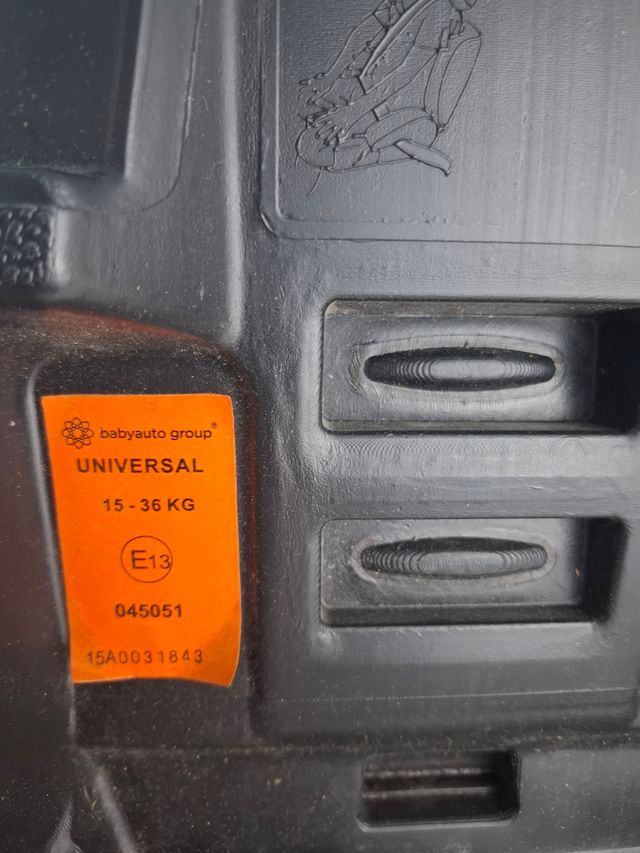 babyauto group®
UNIVERSAL
15 - 36 KG
E13
045051
15A0031843